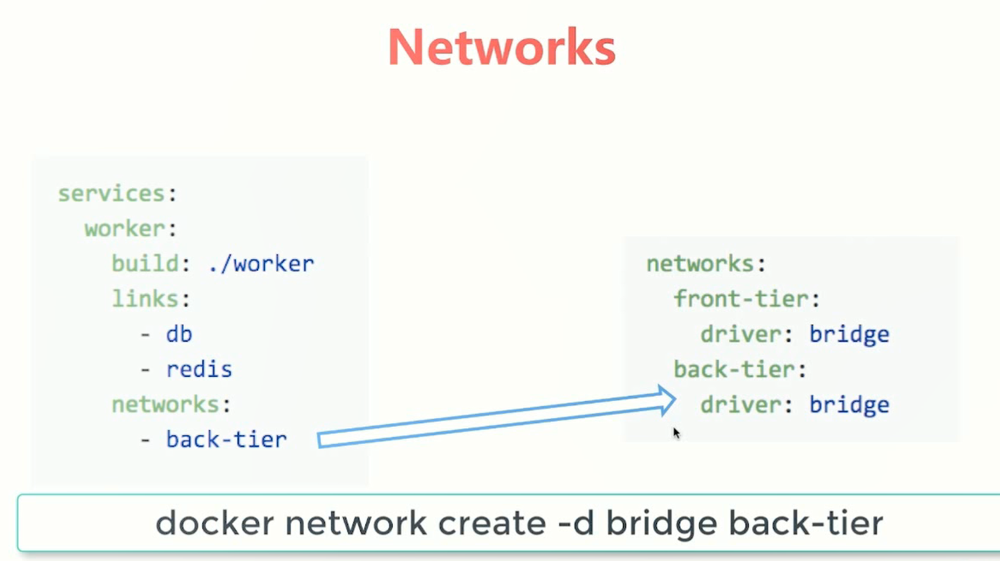 Networks
services:
  worker:
    build: ./worker
    links:
      - db
      - redis
    networks:
      - back-tier
networks:
  front-tier:
    driver: bridge
  back-tier:
    driver: bridge
docker network create -d bridge back-tier